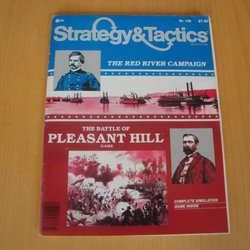 Strategy&Tactics
THE RED RIVER CAMPAIGN
THE BATTLE OF
PLEASANT HILL
GAME
COMPLETE SIMULATION
GAME INSIDE